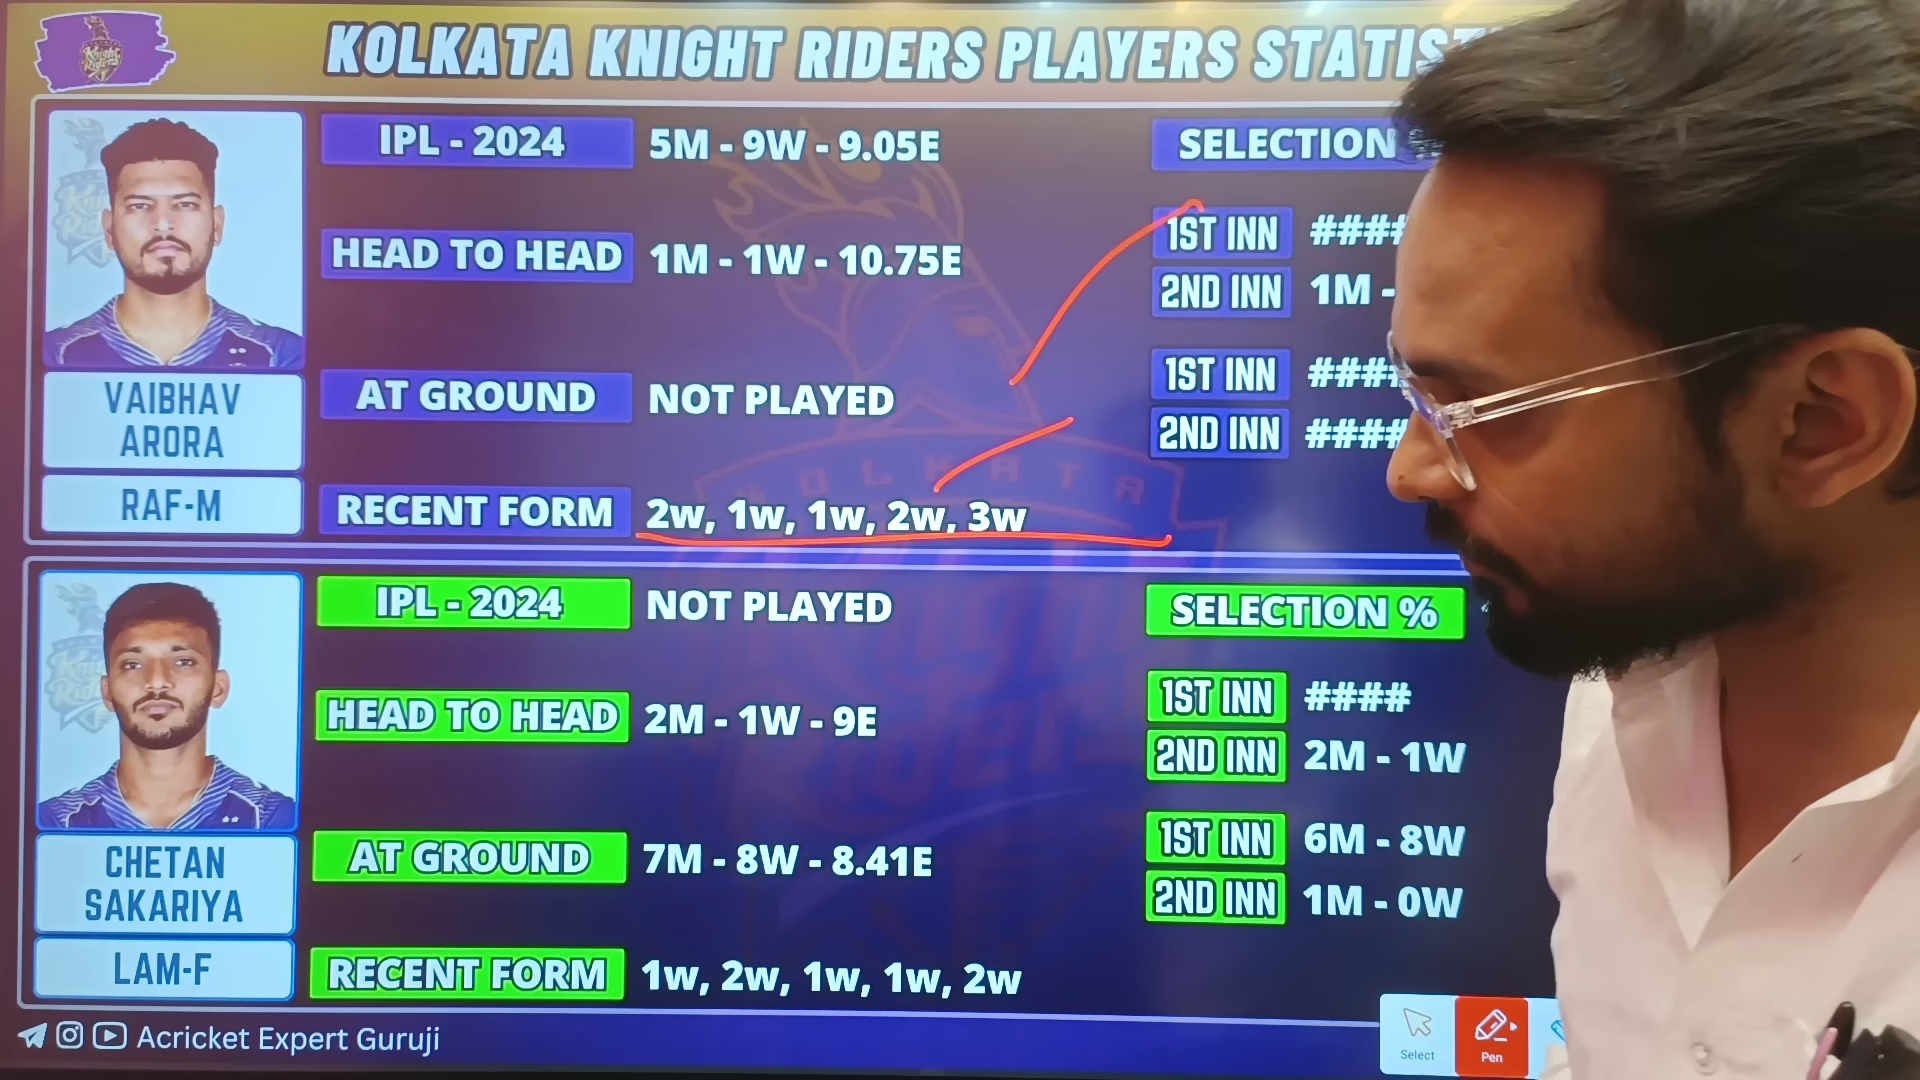 KOLKATA KNIGHT RIDERS PLAYERS
Knight
Riders
IPL - 2024 5M - 9W - 9.05E SELECTION
HEAD TO HEAD 1M - 1W - 10.75E
1ST INN ####
2ND INN 1M -
AT GROUND NOT PLAYED
1ST INN ####
2ND INN ####
VAIBHAV
ARORA
RAF-M
RECENT FORM 2w, 1w, 1w, 2w, 3w
KOLKATA
IPL - 2024 NOT PLAYED SELECTION %
HEAD TO HEAD 2M - 1W - 9E
1ST INN ####
2ND INN 2M - 1W
AT GROUND 7M - 8W - 8.41E
1ST INN 6M - 8W
2ND INN 1M - 0W
CHETAN
SAKARIYA
LAM-F
RECENT FORM 1w, 2w, 1w, 1w, 2w
Acricket Expert Guruji
Select
Pen